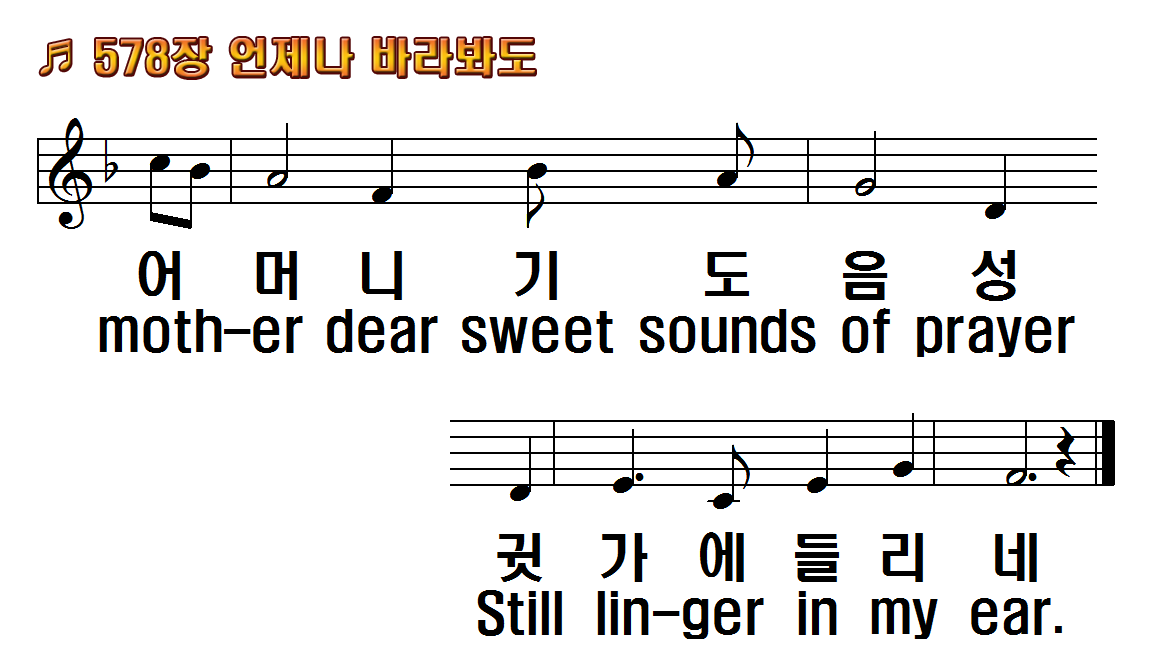 578장 언제나 바라봐도
어 머 니 기 도 음 성
moth-er dear sweet sounds of prayer
귓 가 에 들 리 네
Still lin-ger in my ear.